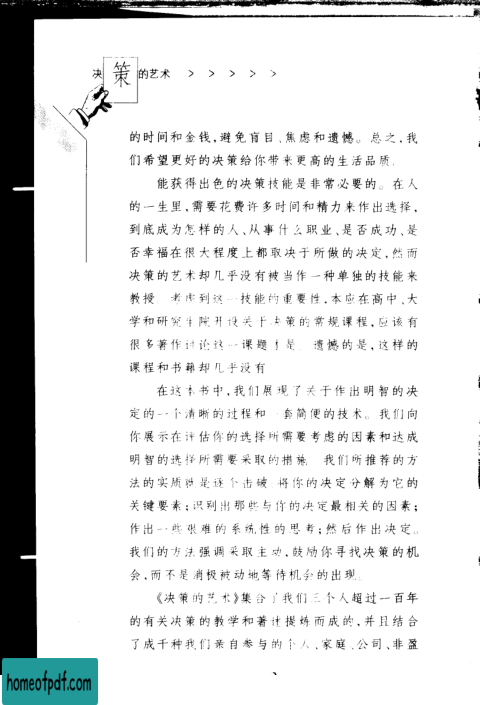 决策的艺术 > > > > >
的时间和金钱,避免盲目、焦虑和遗憾。总之,我
们希望更好的决策给你带来更高的生活品质.
能获得出色的决策技能是非常必要的。在人
的一生里,需要花费许多时间和精力来作出选择,
到底成为怎样的人、从事什么职业、是否成功、是
否幸福在很大程度上都取决于所做的决定,然而
决策的艺术却几乎没有被当作一种单独的技能来
教授 考虑到这一技能的重要性,本应在高中、大
学和研究生院开设关于决策的常规课程,应该有
很多著作讨论这一课题才是 遗憾的是,这样的
课程和书籍却几乎没有
在这本书中,我们展现了关于作出明智的决
定的一个清晰的过程和一套简便的技术。我们向
你展示在评估你的选择所需要考虑的因素和达成
明智的选择所需要采取的措施 我们所推荐的方
法的实质就是逐个击破 将你的决定分解为它的
关键要素;识别出那些与你的决定最相关的因素;
作出一些艰难的系统性的思考;然后作出决定。
我们的方法强调采取主动,鼓励你寻找决策的机
会,而不是消极被动地等待机会的出现。
《决策的艺术》集合了我们三个人超过一百年
的有关决策的教学和著述提炼而成的,并且结合
了成千种我们亲自参与的个人、家庭、公司、非盈
homeofpdf.com